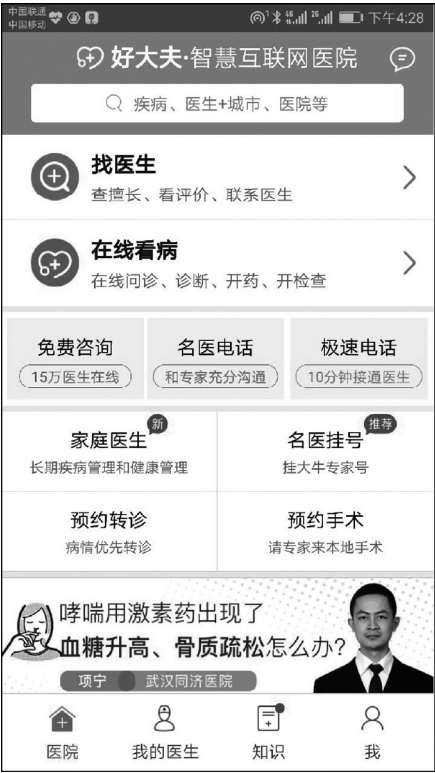 中国联通
中国移动
46 26 下午4:28
好大夫·智慧互联网医院
疾病、医生+城市、医院等
找医生
查擅长、看评价、联系医生
在线看病
在线问诊、诊断、开药、开检查
免费咨询 名医电话 极速电话
15万医生在线 和专家充分沟通 10分钟接通医生
家庭医生 新 名医挂号 推荐
长期疾病管理和健康管理 挂大牛专家号
预约转诊 预约手术
病情优先转诊 请专家来本地手术
哮喘用激素药出现了
血糖升高、骨质疏松怎么办?
项宁 武汉同济医院
医院 我的医生 知识 我